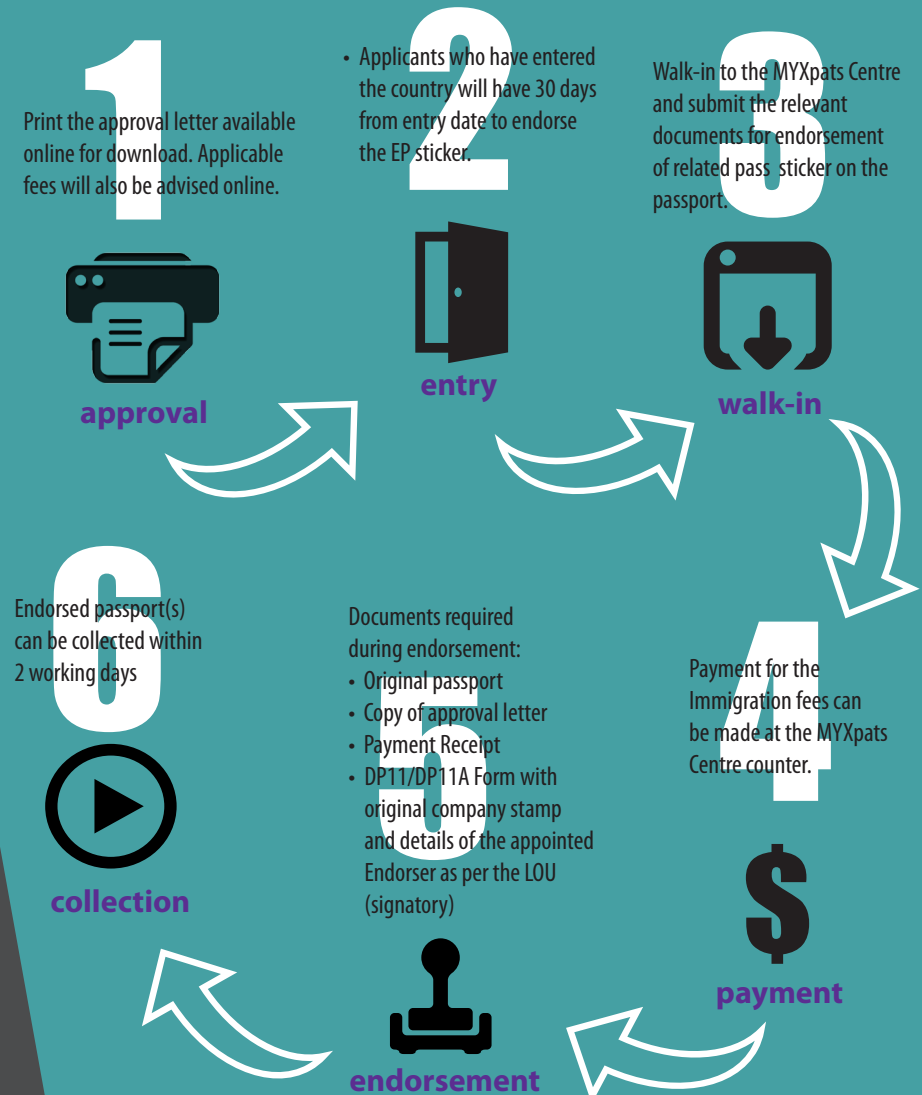 1
Print the approval letter available
online for download. Applicable
fees will also be advised online.
approval
2
• Applicants who have entered
the country will have 30 days
from entry date to endorse
the EP sticker.
entry
3
Walk-in to the MYXpats Centre
and submit the relevant
documents for endorsement
of related pass sticker on the
passport.
walk-in
4
Payment for the
Immigration fees can
be made at the MYXpats
Centre counter.
$
payment
5
Documents required
during endorsement:
• Original passport
• Copy of approval letter
• Payment Receipt
• DP11/DP11A Form with
original company stamp
and details of the appointed
Endorser as per the LOU
(signatory)
endorsement
6
Endorsed passport(s)
can be collected within
2 working days
collection